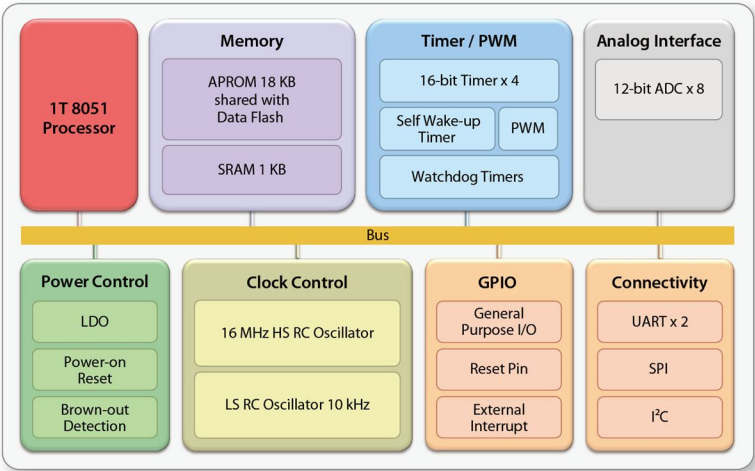 1T 8051
Processor
Memory
APROM 18 KB
shared with
Data Flash
SRAM 1 KB
Timer / PWM
16-bit Timer x 4
Self Wake-up
Timer
PWM
Watchdog Timers
Analog Interface
12-bit ADC x 8
Bus
Power Control
LDO
Power-on
Reset
Brown-out
Detection
Clock Control
16 MHz HS RC Oscillator
LS RC Oscillator 10 kHz
GPIO
General
Purpose I/O
Reset Pin
External
Interrupt
Connectivity
UART x 2
SPI
I²C